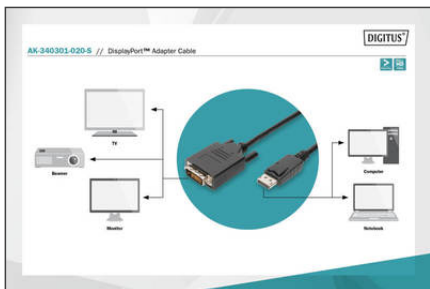 DIGITUS®
AK-340301-020-S // DisplayPort™ Adapter Cable
TV
Beamer
Monitor
Computer
Notebook